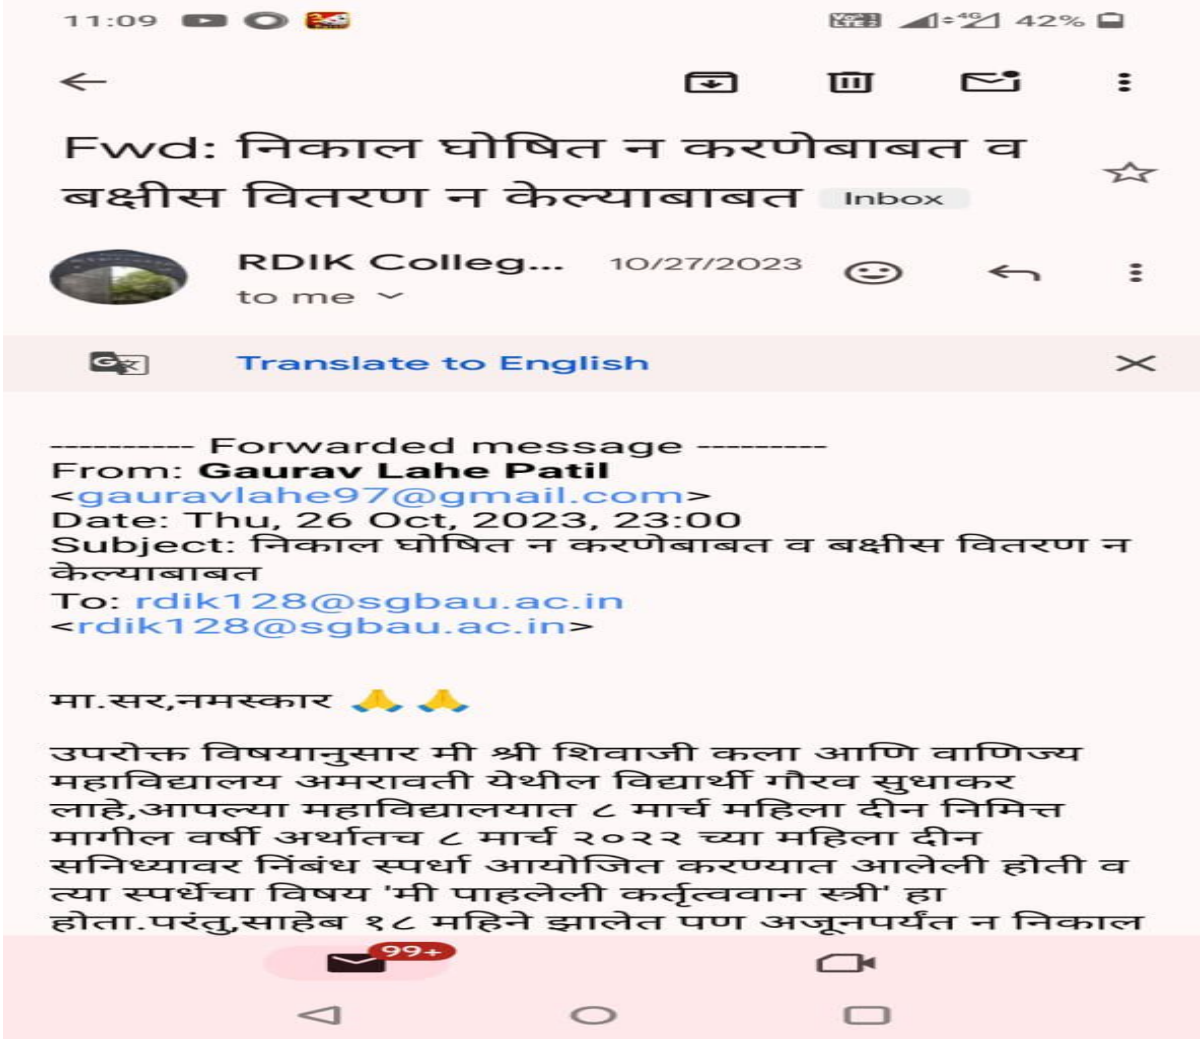 11:09
Vo)) LTE 2 4G 42%
Fwd: निकाल घोषित न करणेबाबत व
बक्षीस वितरण न केल्याबाबत Inbox
RDIK Colleg... 10/27/2023
to me
Translate to English
---------- Forwarded message ---------
From: Gaurav Lahe Patil
<gauravlahe97@gmail.com>
Date: Thu, 26 Oct, 2023, 23:00
Subject: निकाल घोषित न करणेबाबत व बक्षीस वितरण न
केल्याबाबत
To: rdik128@sgbau.ac.in
<rdik128@sgbau.ac.in>
मा.सर,नमस्कार 🙏 🙏
उपरोक्त विषयानुसार मी श्री शिवाजी कला आणि वाणिज्य
महाविद्यालय अमरावती येथील विद्यार्थी गौरव सुधाकर
लाहे,आपल्या महाविद्यालयात ८ मार्च महिला दीन निमित्त
मागील वर्षी अर्थातच ८ मार्च २०२२ च्या महिला दीन
सनिध्यावर निंबंध स्पर्धा आयोजित करण्यात आलेली होती व
त्या स्पर्धेचा विषय 'मी पाहलेली कर्तृत्ववान स्त्री' हा
होता.परंतु,साहेब १८ महिने झालेत पण अजूनपर्यंत न निकाल
99+